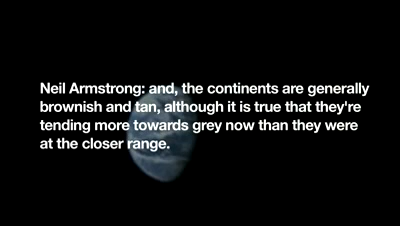 Neil Armstrong: and, the continents are generally
brownish and tan, although it is true that they're
tending more towards grey now than they were
at the closer range.